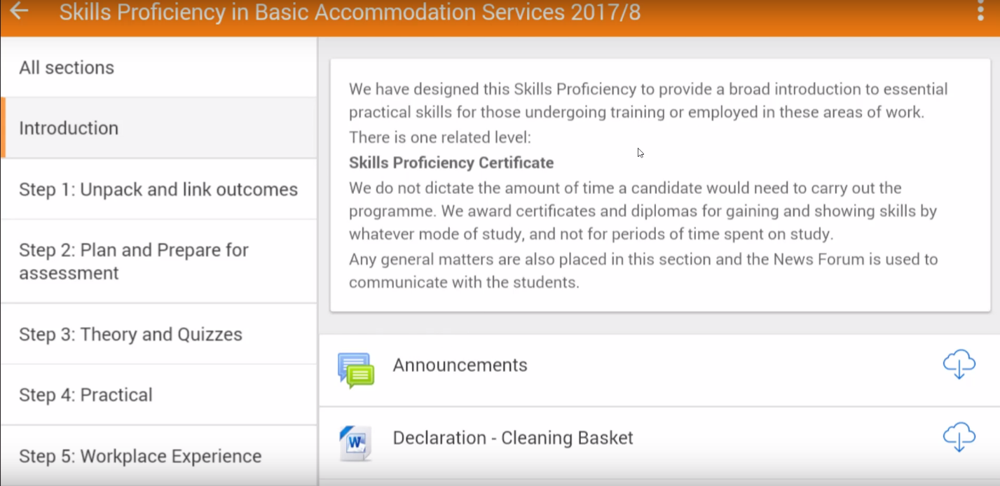 Skills Proficiency in Basic Accommodation Services 2017/8
All sections
Introduction
Step 1: Unpack and link outcomes
Step 2: Plan and Prepare for
assessment
Step 3: Theory and Quizzes
Step 4: Practical
Step 5: Workplace Experience
We have designed this Skills Proficiency to provide a broad introduction to essential
practical skills for those undergoing training or employed in these areas of work.
There is one related level:
Skills Proficiency Certificate
We do not dictate the amount of time a candidate would need to carry out the
programme. We award certificates and diplomas for gaining and showing skills by
whatever mode of study, and not for periods of time spent on study.
Any general matters are also placed in this section and the News Forum is used to
communicate with the students.
Announcements
W
Declaration - Cleaning Basket